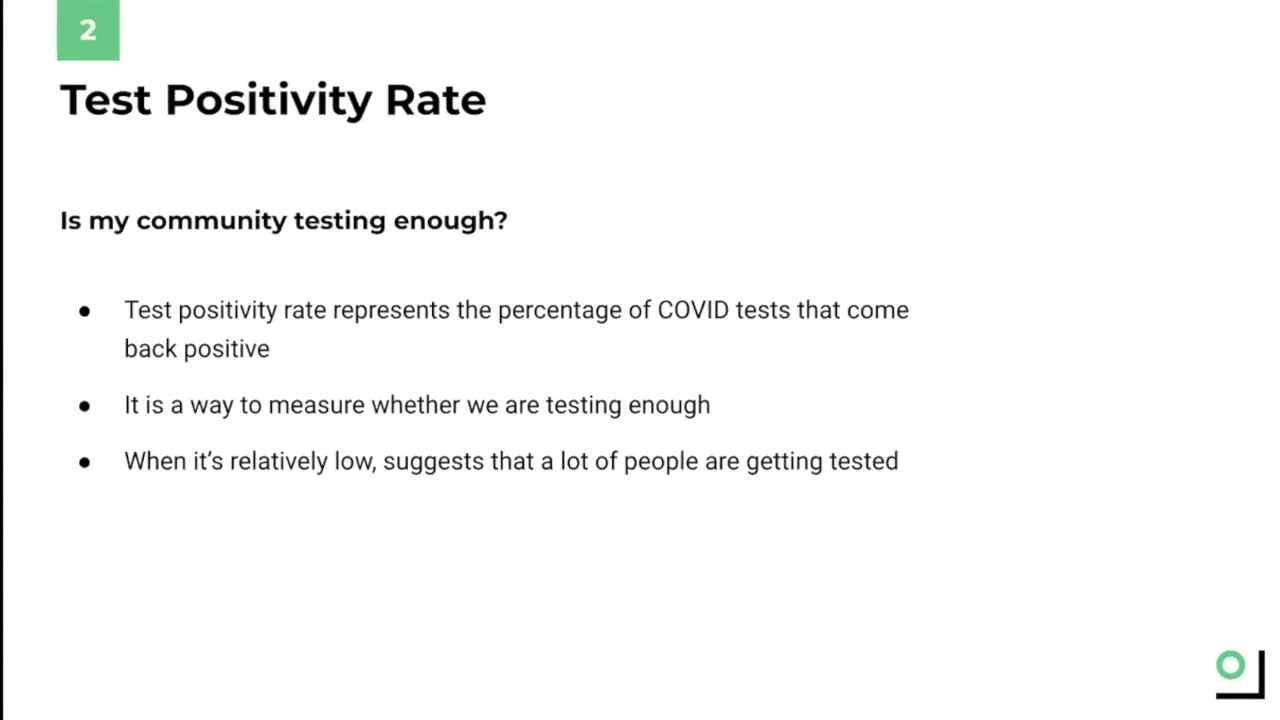 2
Test Positivity Rate
Is my community testing enough?
● Test positivity rate represents the percentage of COVID tests that come
back positive
● It is a way to measure whether we are testing enough
● When it’s relatively low, suggests that a lot of people are getting tested